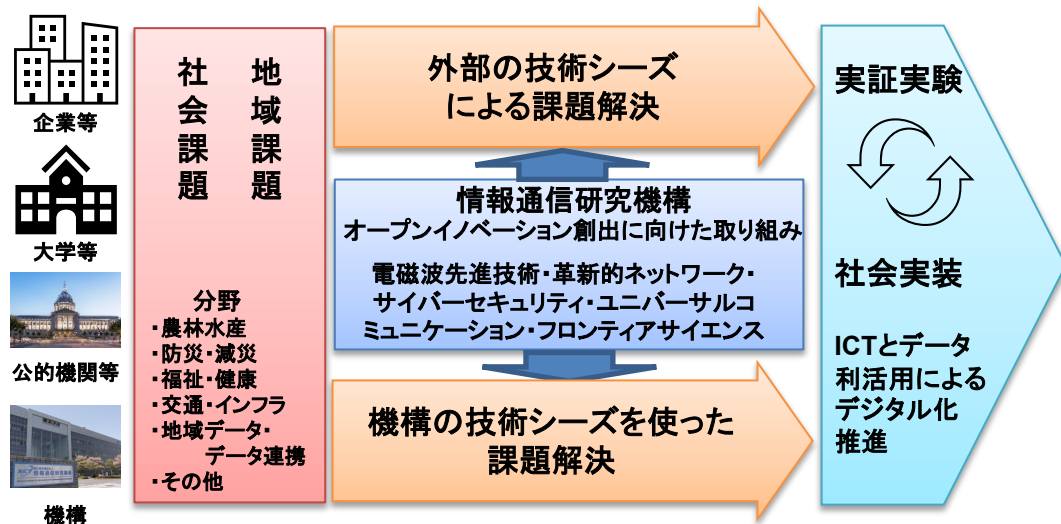 企業等
大学等
公的機関等
機構
社会課題
地域課題
分野
・農林水産
・防災・減災
・福祉・健康
・交通・インフラ
・地域データ・
データ連携
・その他
外部の技術シーズ
による課題解決
情報通信研究機構
オープンイノベーション創出に向けた取り組み
電磁波先進技術・革新的ネットワーク・
サイバーセキュリティ・ユニバーサルコ
ミュニケーション・フロンティアサイエンス
機構の技術シーズを使った
課題解決
実証実験
社会実装
ICTとデータ
利活用による
デジタル化
推進